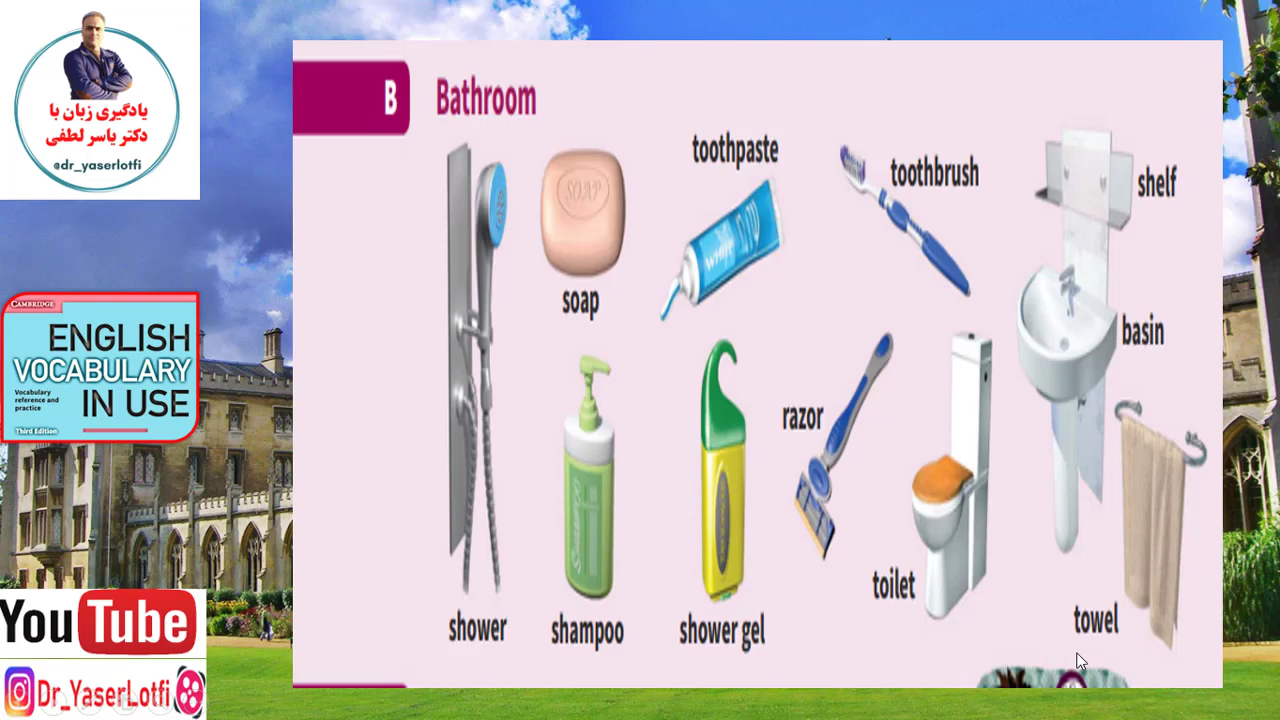 یادگیری زبان با
دکتر یاسر لطفی
@dr_yaserlotfi
CAMBRIDGE
ENGLISH
VOCABULARY
IN USE
Vocabulary
reference and
practice
Third Edition
YouTube
Dr_YaserLotfi
B Bathroom
toothpaste
toothbrush
shelf
SOAP
soap
basin
razor
toilet
towel
shower
shampoo
shower gel